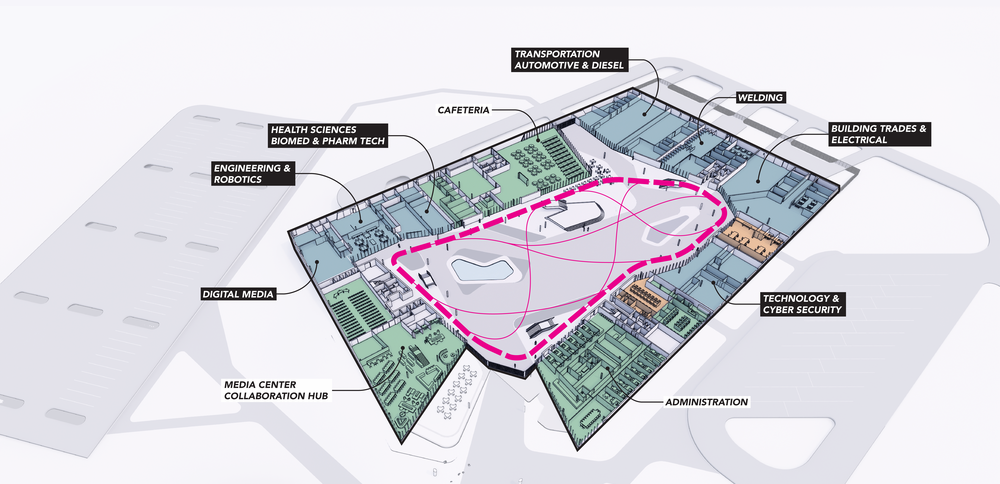 TRANSPORTATION
AUTOMOTIVE & DIESEL
WELDING
CAFETERIA
BUILDING TRADES &
ELECTRICAL
HEALTH SCIENCES
BIOMED & PHARM TECH
ENGINEERING &
ROBOTICS
DIGITAL MEDIA
TECHNOLOGY &
CYBER SECURITY
MEDIA CENTER
COLLABORATION HUB
ADMINISTRATION